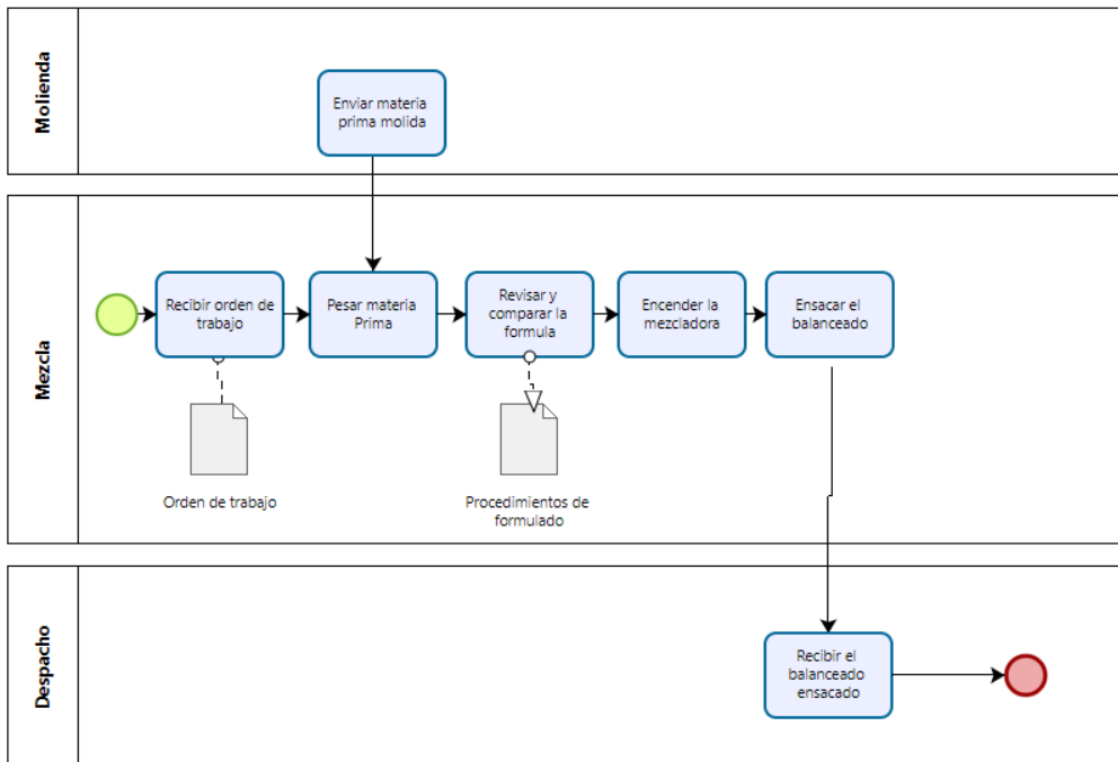 Molienda
Enviar materia
prima molida
Mezcla
Recibir orden de
trabajo
Pesar materia
Prima
Revisar y
comparar la
formula
Encender la
mezcladora
Ensacar el
balanceado
Orden de trabajo
Procedimientos de
formulado
Despacho
Recibir el
balanceado
ensacado